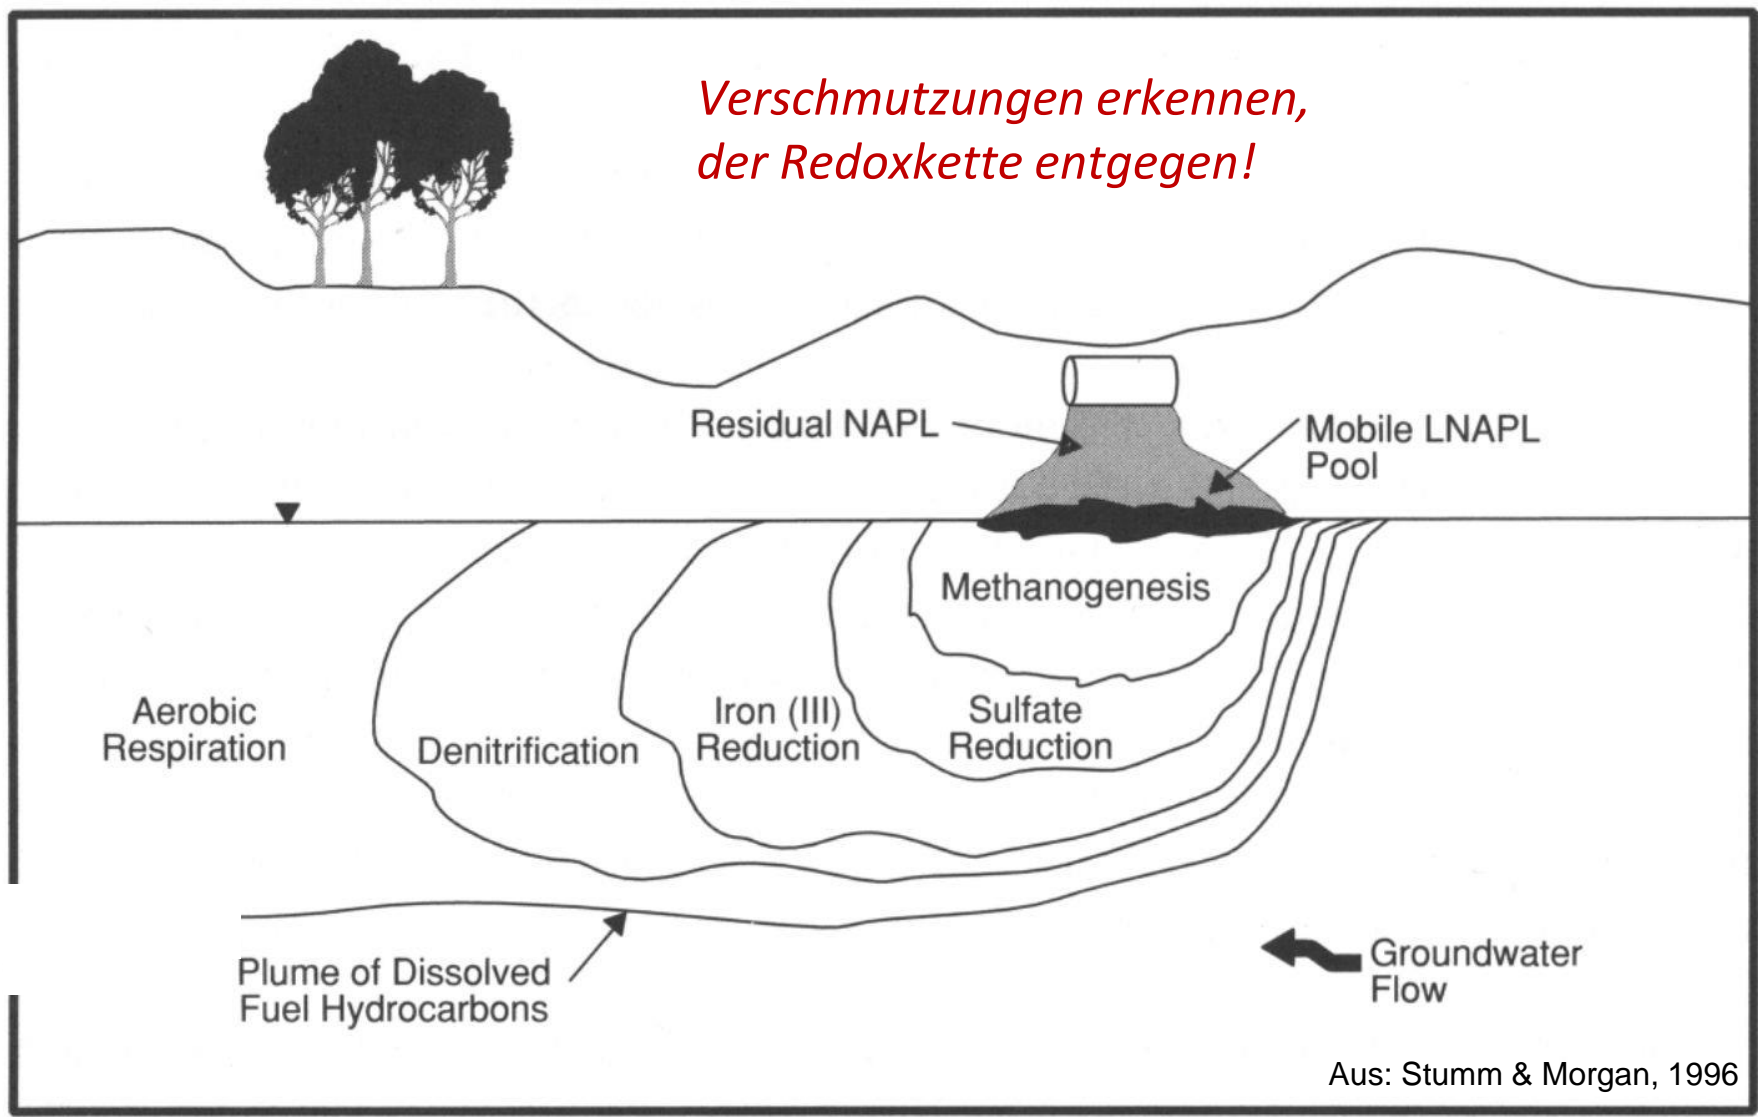 Verschmutzungen erkennen,
der Redoxkette entgegen!
Residual NAPL
Mobile LNAPL
Pool
Methanogenesis
Aerobic
Respiration
Denitrification
Iron (III)
Reduction
Sulfate
Reduction
Plume of Dissolved
Fuel Hydrocarbons
Groundwater
Flow
Aus: Stumm & Morgan, 1996